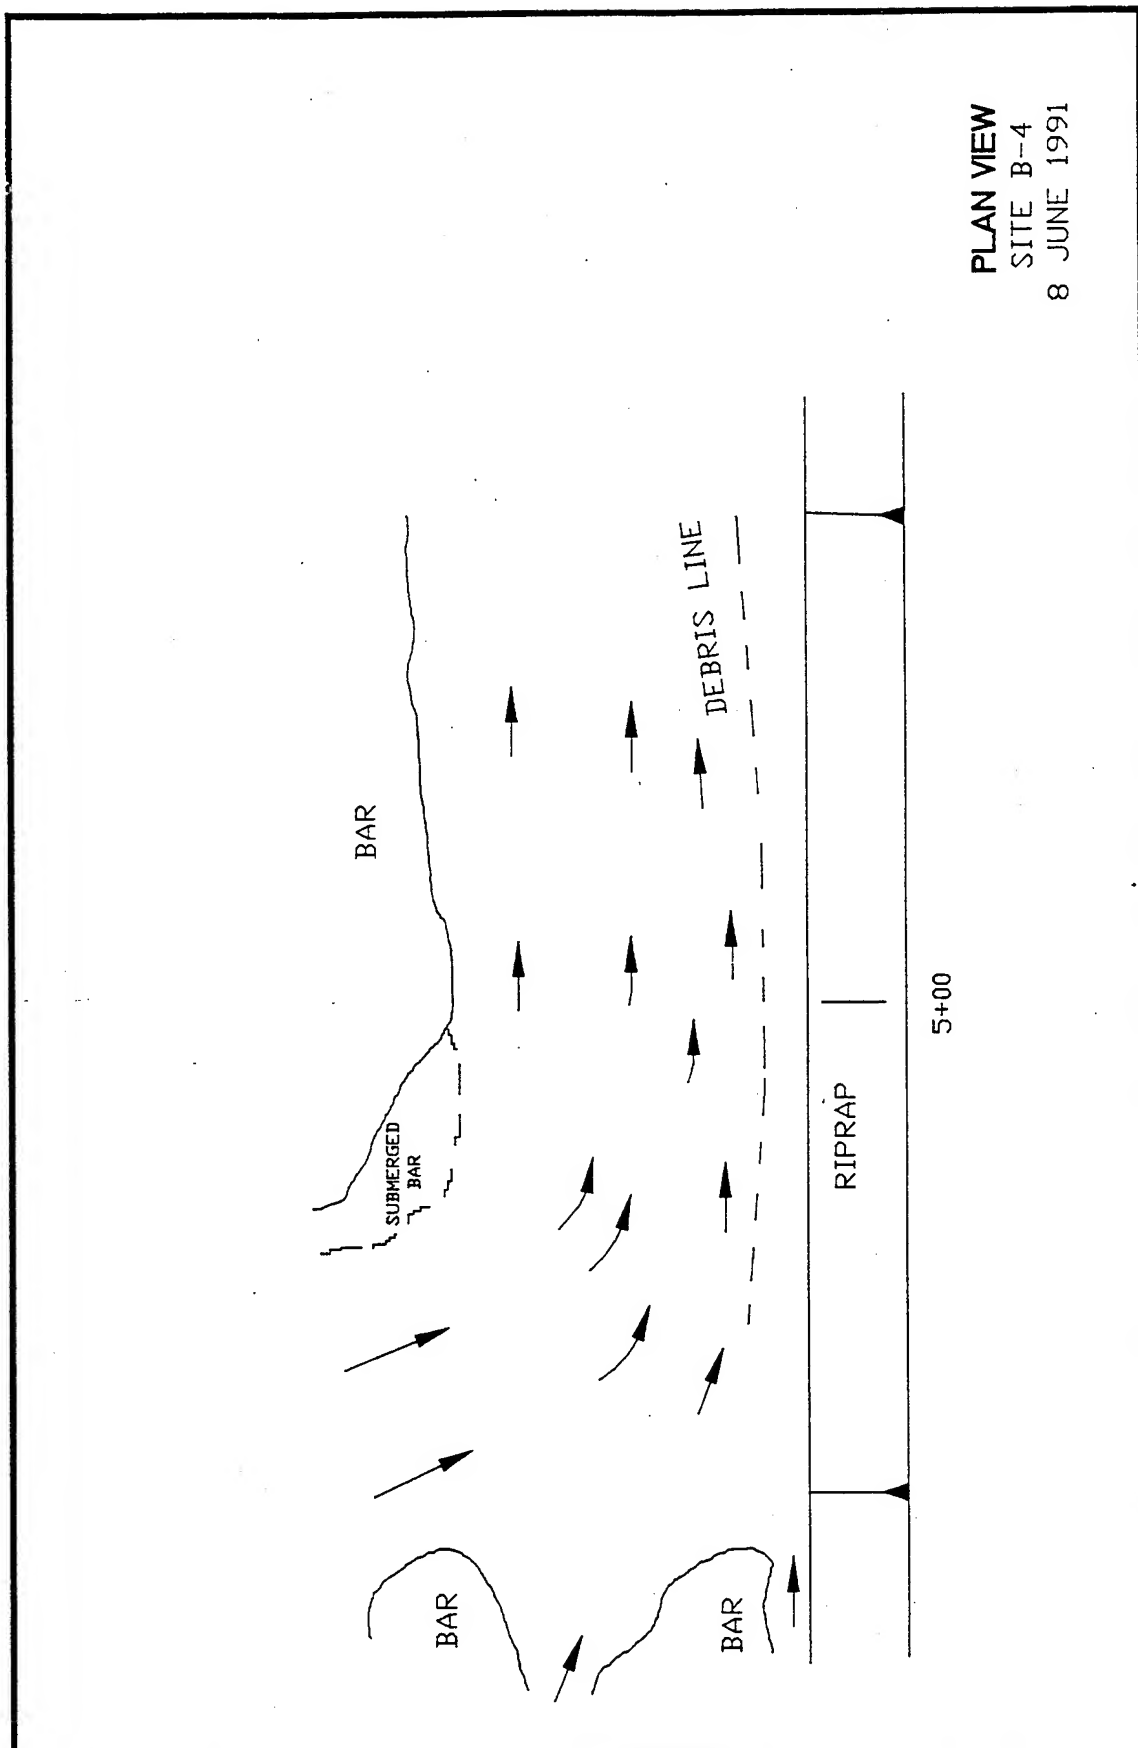 BAR
SUBMERGED
BAR
BAR
BAR
DEBRIS LINE
RIPRAP
5+00
PLAN VIEW
SITE B-4
8 JUNE 1991